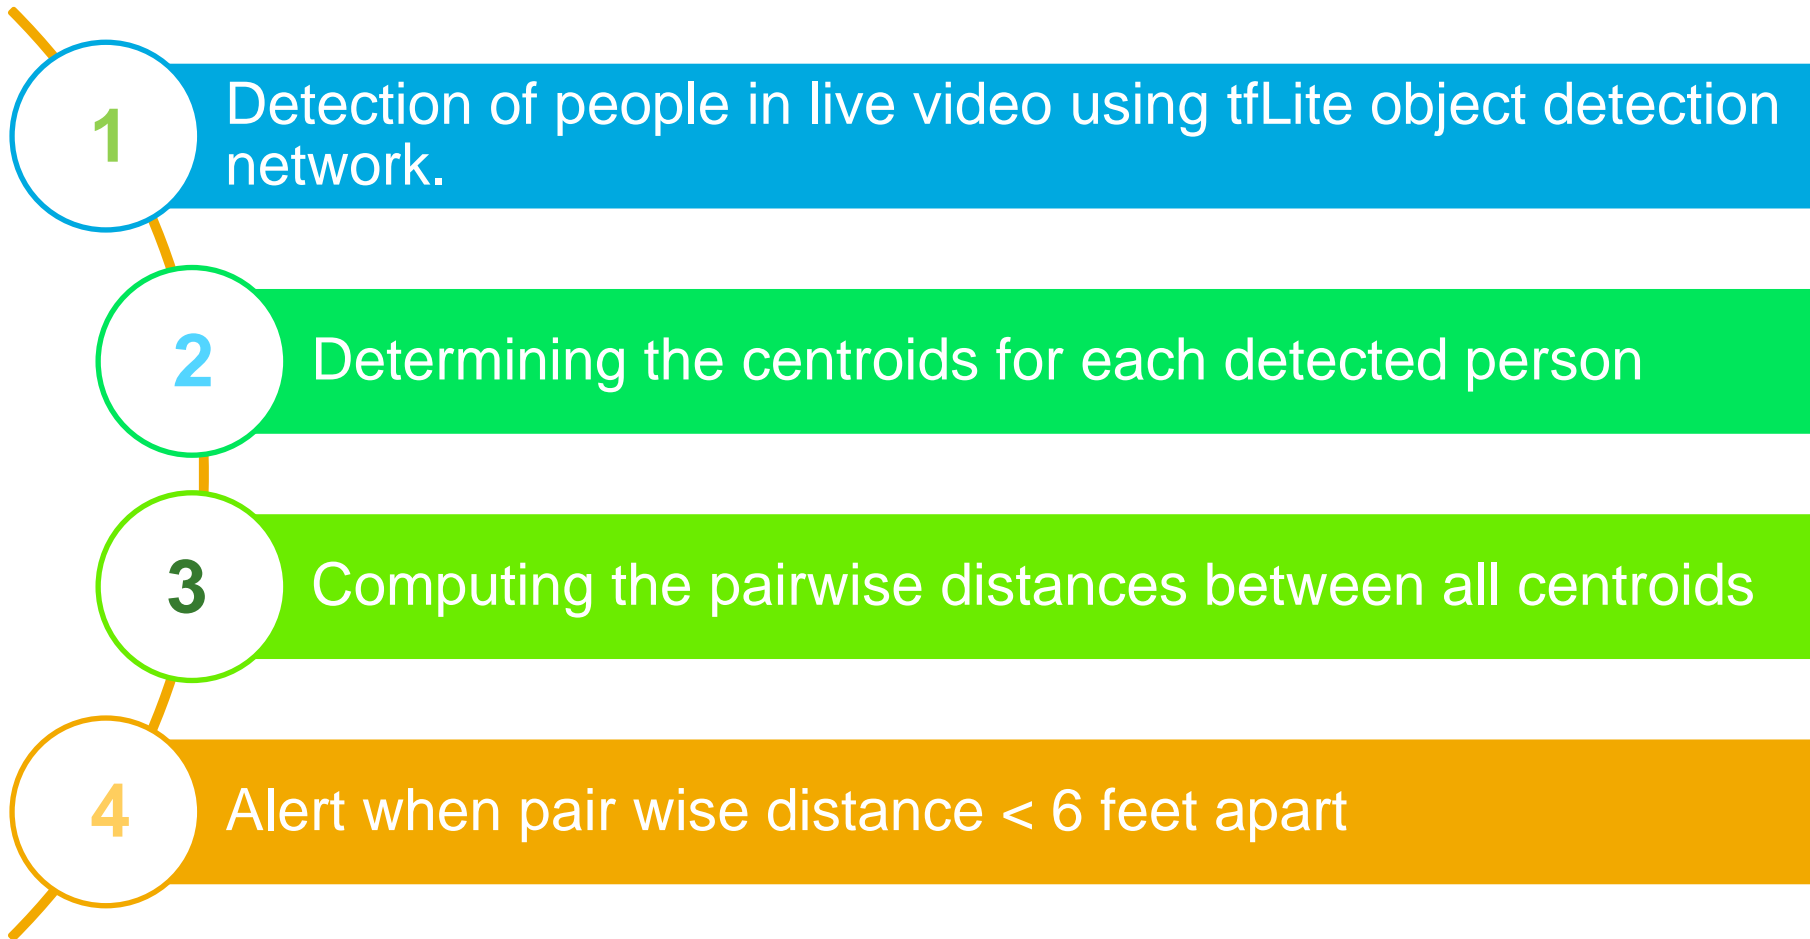 1
Detection of people in live video using tfLite object detection
network.
2
Determining the centroids for each detected person
3
Computing the pairwise distances between all centroids
4
Alert when pair wise distance < 6 feet apart